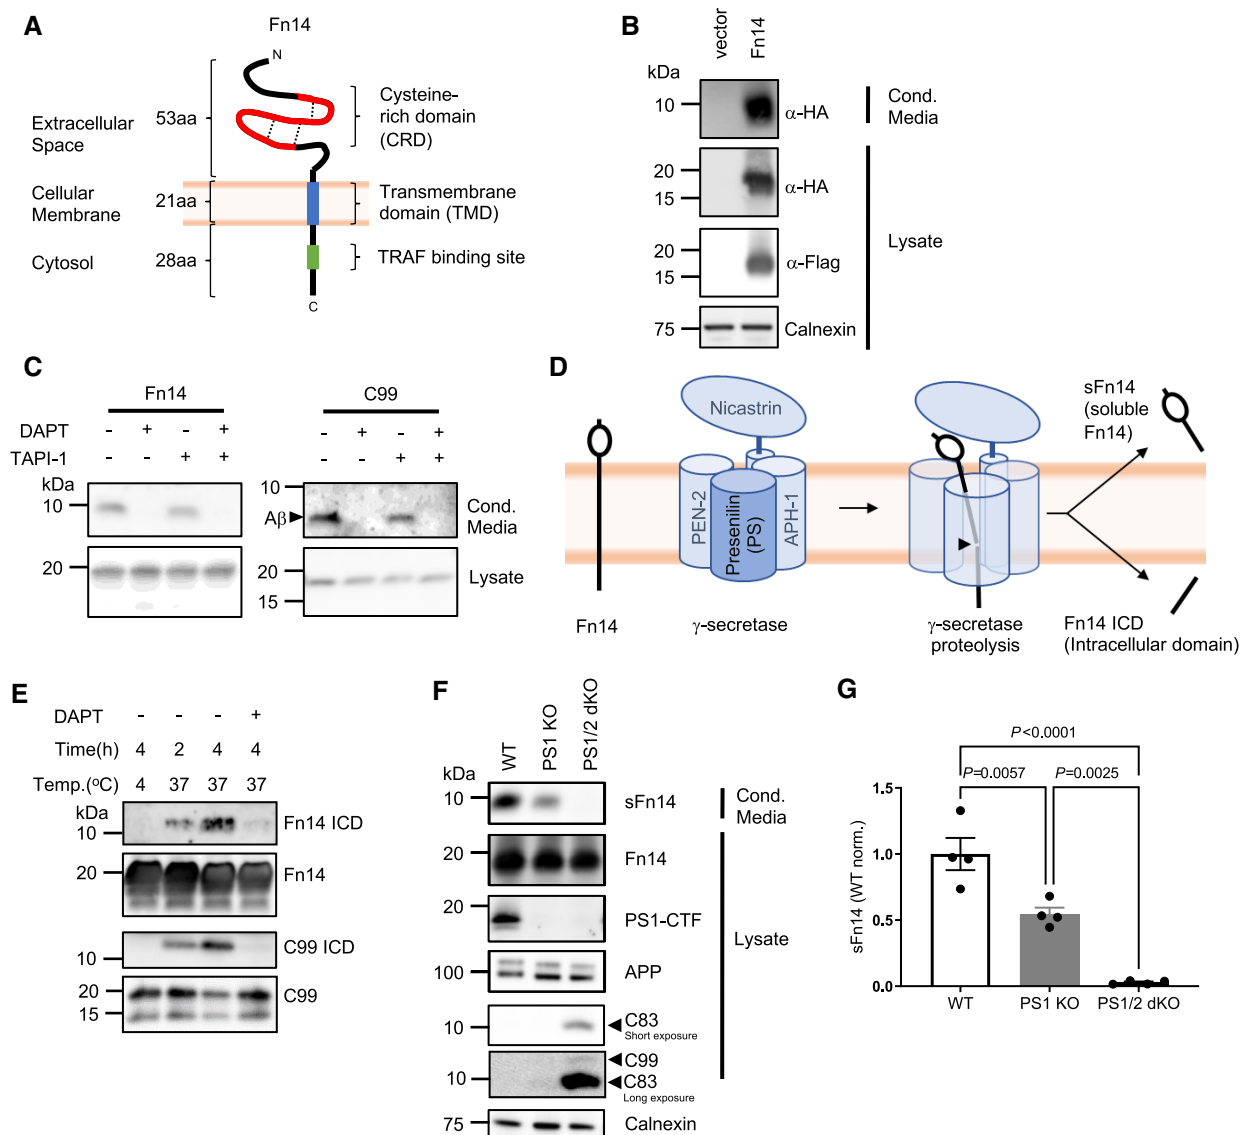 A
Fn14
N
Extracellular
Space
53aa
Cysteine-
rich domain
(CRD)
Cellular
Membrane
21aa
Transmembrane
domain (TMD)
Cytosol
28aa
TRAF binding site
C
B
vector
Fn14
kDa
10
α-HA
Cond.
Media
20
15
α-HA
20
15
α-Flag
Lysate
75
Calnexin
C
Fn14
C99
DAPT - + - + - + - +
TAPI-1 - - + + - - + +
kDa
10
10
Aβ
Cond.
Media
20
20
15
Lysate
D
Nicastrin
PEN-2
Presenilin
(PS)
APH-1
sFn14
(soluble
Fn14)
Fn14
γ-secretase
γ-secretase
proteolysis
Fn14 ICD
(Intracellular domain)
E
DAPT - - - +
Time(h) 4 2 4 4
Temp.(°C) 4 37 37 37
kDa
10
Fn14 ICD
20
Fn14
10
C99 ICD
20
15
C99
F
WT
PS1 KO
PS1/2 dKO
kDa
10
sFn14
Cond.
Media
20
Fn14
20
PS1-CTF
Lysate
100
APP
10
C83
Short exposure
C99
10
C83
Long exposure
75
Calnexin
G
P<0.0001
P=0.0057
P=0.0025
sFn14 (WT norm.)
1.5
1.0
0.5
0.0
WT
PS1 KO
PS1/2 dKO